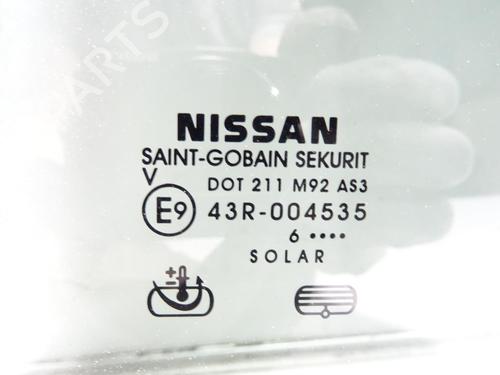 NISSAN
SAINT-GOBAIN SEKURIT
V
DOT 211 M92 AS3
E9 43R-004535
6 ••••
SOLAR